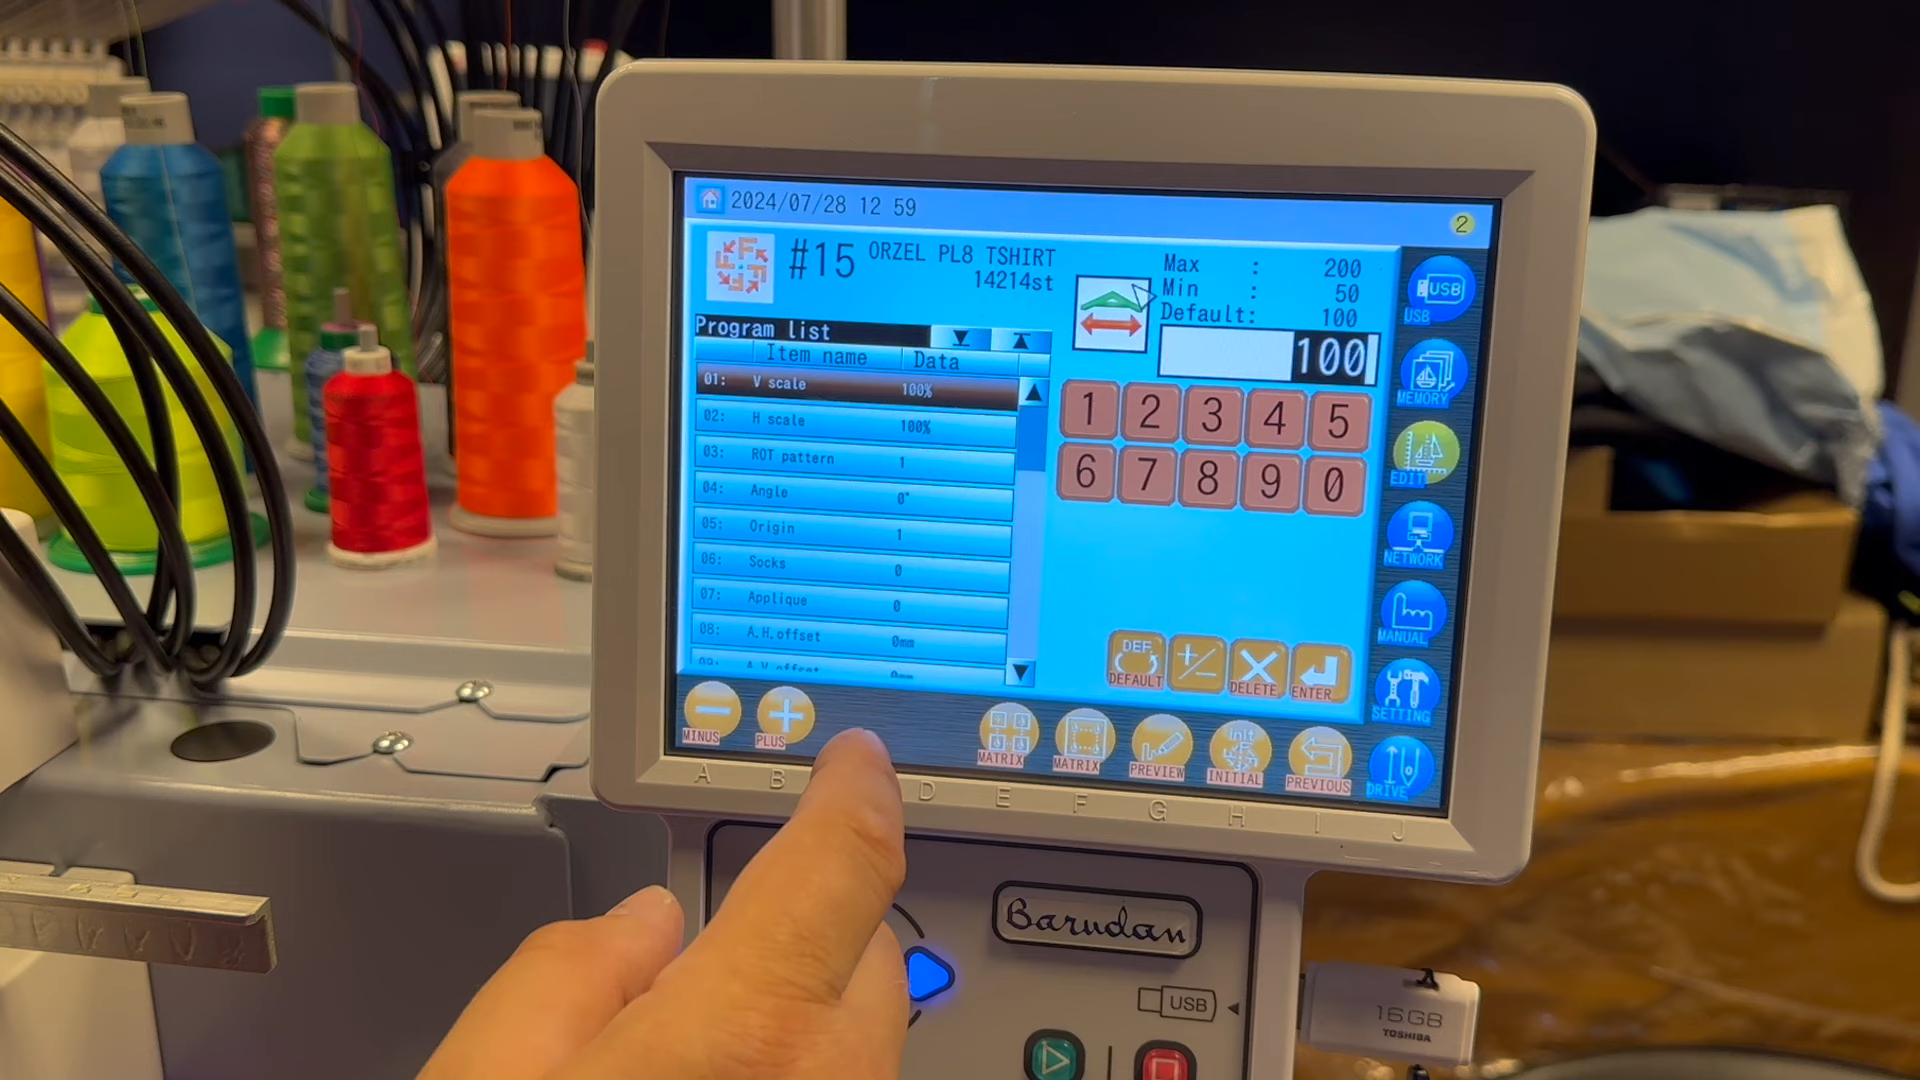 2024/07/28 12 59
2
#15 ORZEL PL8 TSHIRT
14214st
Max : 200
Min : 50
Default: 100
100
Program list
Item name Data
01: V scale 100%
02: H scale 100%
03: ROT pattern 1
04: Angle 0°
05: Origin 1
06: Socks 0
07: Applique 0
08: A.H.offset 0mm
09: A.V.offset 0mm
1 2 3 4 5
6 7 8 9 0
DEF.
DEFAULT
+/-
DELETE
ENTER
USB
USB
MEMORY
EDIT
NETWORK
MANUAL
SETTING
DRIVE
MINUS
PLUS
MATRIX
MATRIX
PREVIEW
init
INITIAL
PREVIOUS
A B D E F G H I J
Barudan
USB
16GB
TOSHIBA